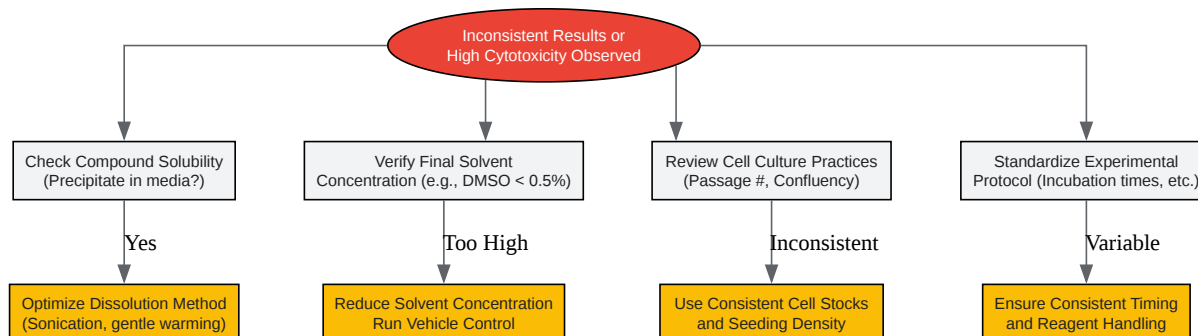 Inconsistent Results or
High Cytotoxicity Observed
Check Compound Solubility
(Precipitate in media?)
Verify Final Solvent
Concentration (e.g., DMSO < 0.5%)
Review Cell Culture Practices
(Passage #, Confluency)
Standardize Experimental
Protocol (Incubation times, etc.)
Yes
Too High
Inconsistent
Variable
Optimize Dissolution Method
(Sonication, gentle warming)
Reduce Solvent Concentration
Run Vehicle Control
Use Consistent Cell Stocks
and Seeding Density
Ensure Consistent Timing
and Reagent Handling